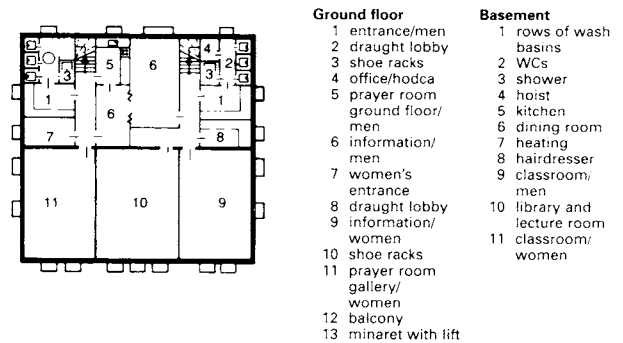 4
5 6 2
3 3
1 6 1
7 8
11 10 9
Ground floor
1 entrance/men
2 draught lobby
3 shoe racks
4 office/hodca
5 prayer room
ground floor/
men
6 information/
men
7 women's
entrance
8 draught lobby
9 information/
women
10 shoe racks
11 prayer room
gallery/
women
12 balcony
13 minaret with lift
Basement
1 rows of wash
basins
2 WCs
3 shower
4 hoist
5 kitchen
6 dining room
7 heating
8 hairdresser
9 classroom/
men
10 library and
lecture room
11 classroom/
women